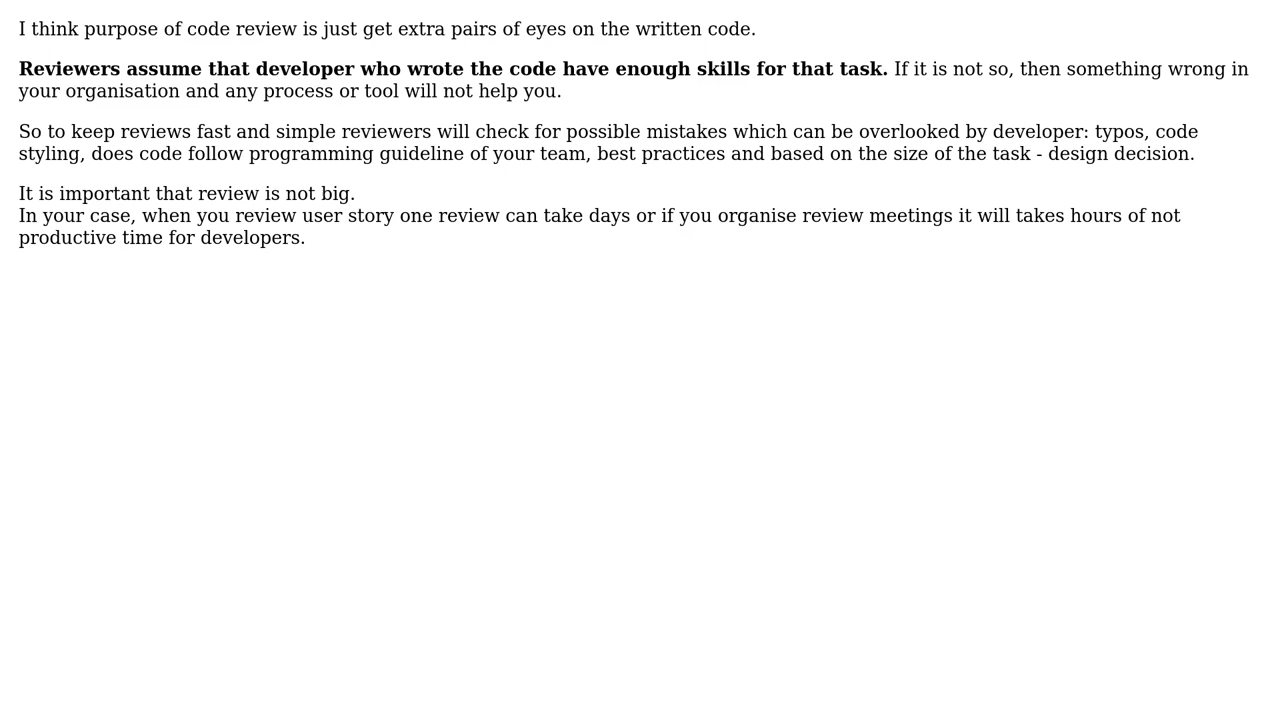 I think purpose of code review is just get extra pairs of eyes on the written code.
Reviewers assume that developer who wrote the code have enough skills for that task. If it is not so, then something wrong in
your organisation and any process or tool will not help you.
So to keep reviews fast and simple reviewers will check for possible mistakes which can be overlooked by developer: typos, code
styling, does code follow programming guideline of your team, best practices and based on the size of the task - design decision.
It is important that review is not big.
In your case, when you review user story one review can take days or if you organise review meetings it will takes hours of not
productive time for developers.